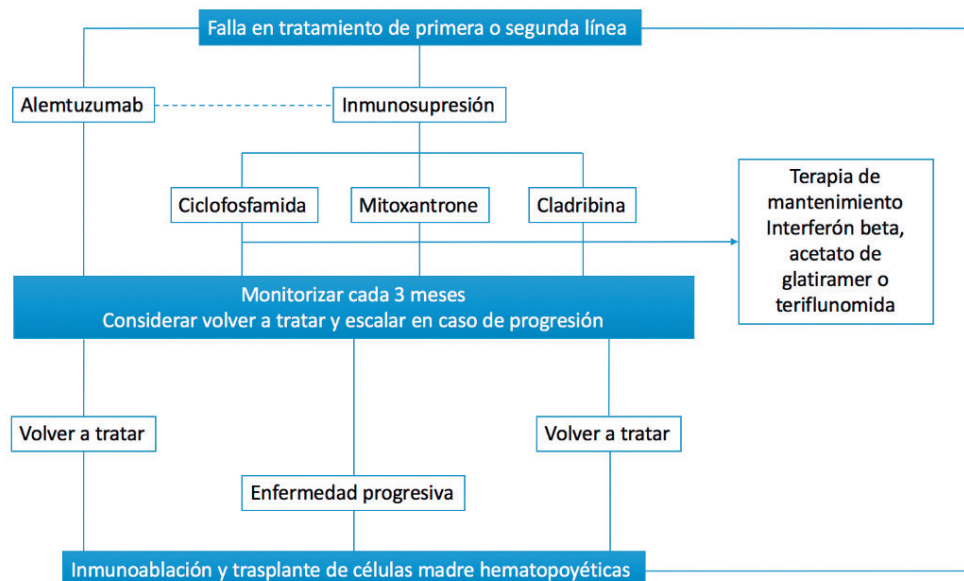 Falla en tratamiento de primera o segunda línea
Alemtuzumab
Inmunosupresión
Ciclofosfamida
Mitoxantrone
Cladribina
Terapia de
mantenimiento
Interferón beta,
acetato de
glatiramer o
teriflunomida
Monitorizar cada 3 meses
Considerar volver a tratar y escalar en caso de progresión
Volver a tratar
Volver a tratar
Enfermedad progresiva
Inmunoablación y trasplante de células madre hematopoyéticas